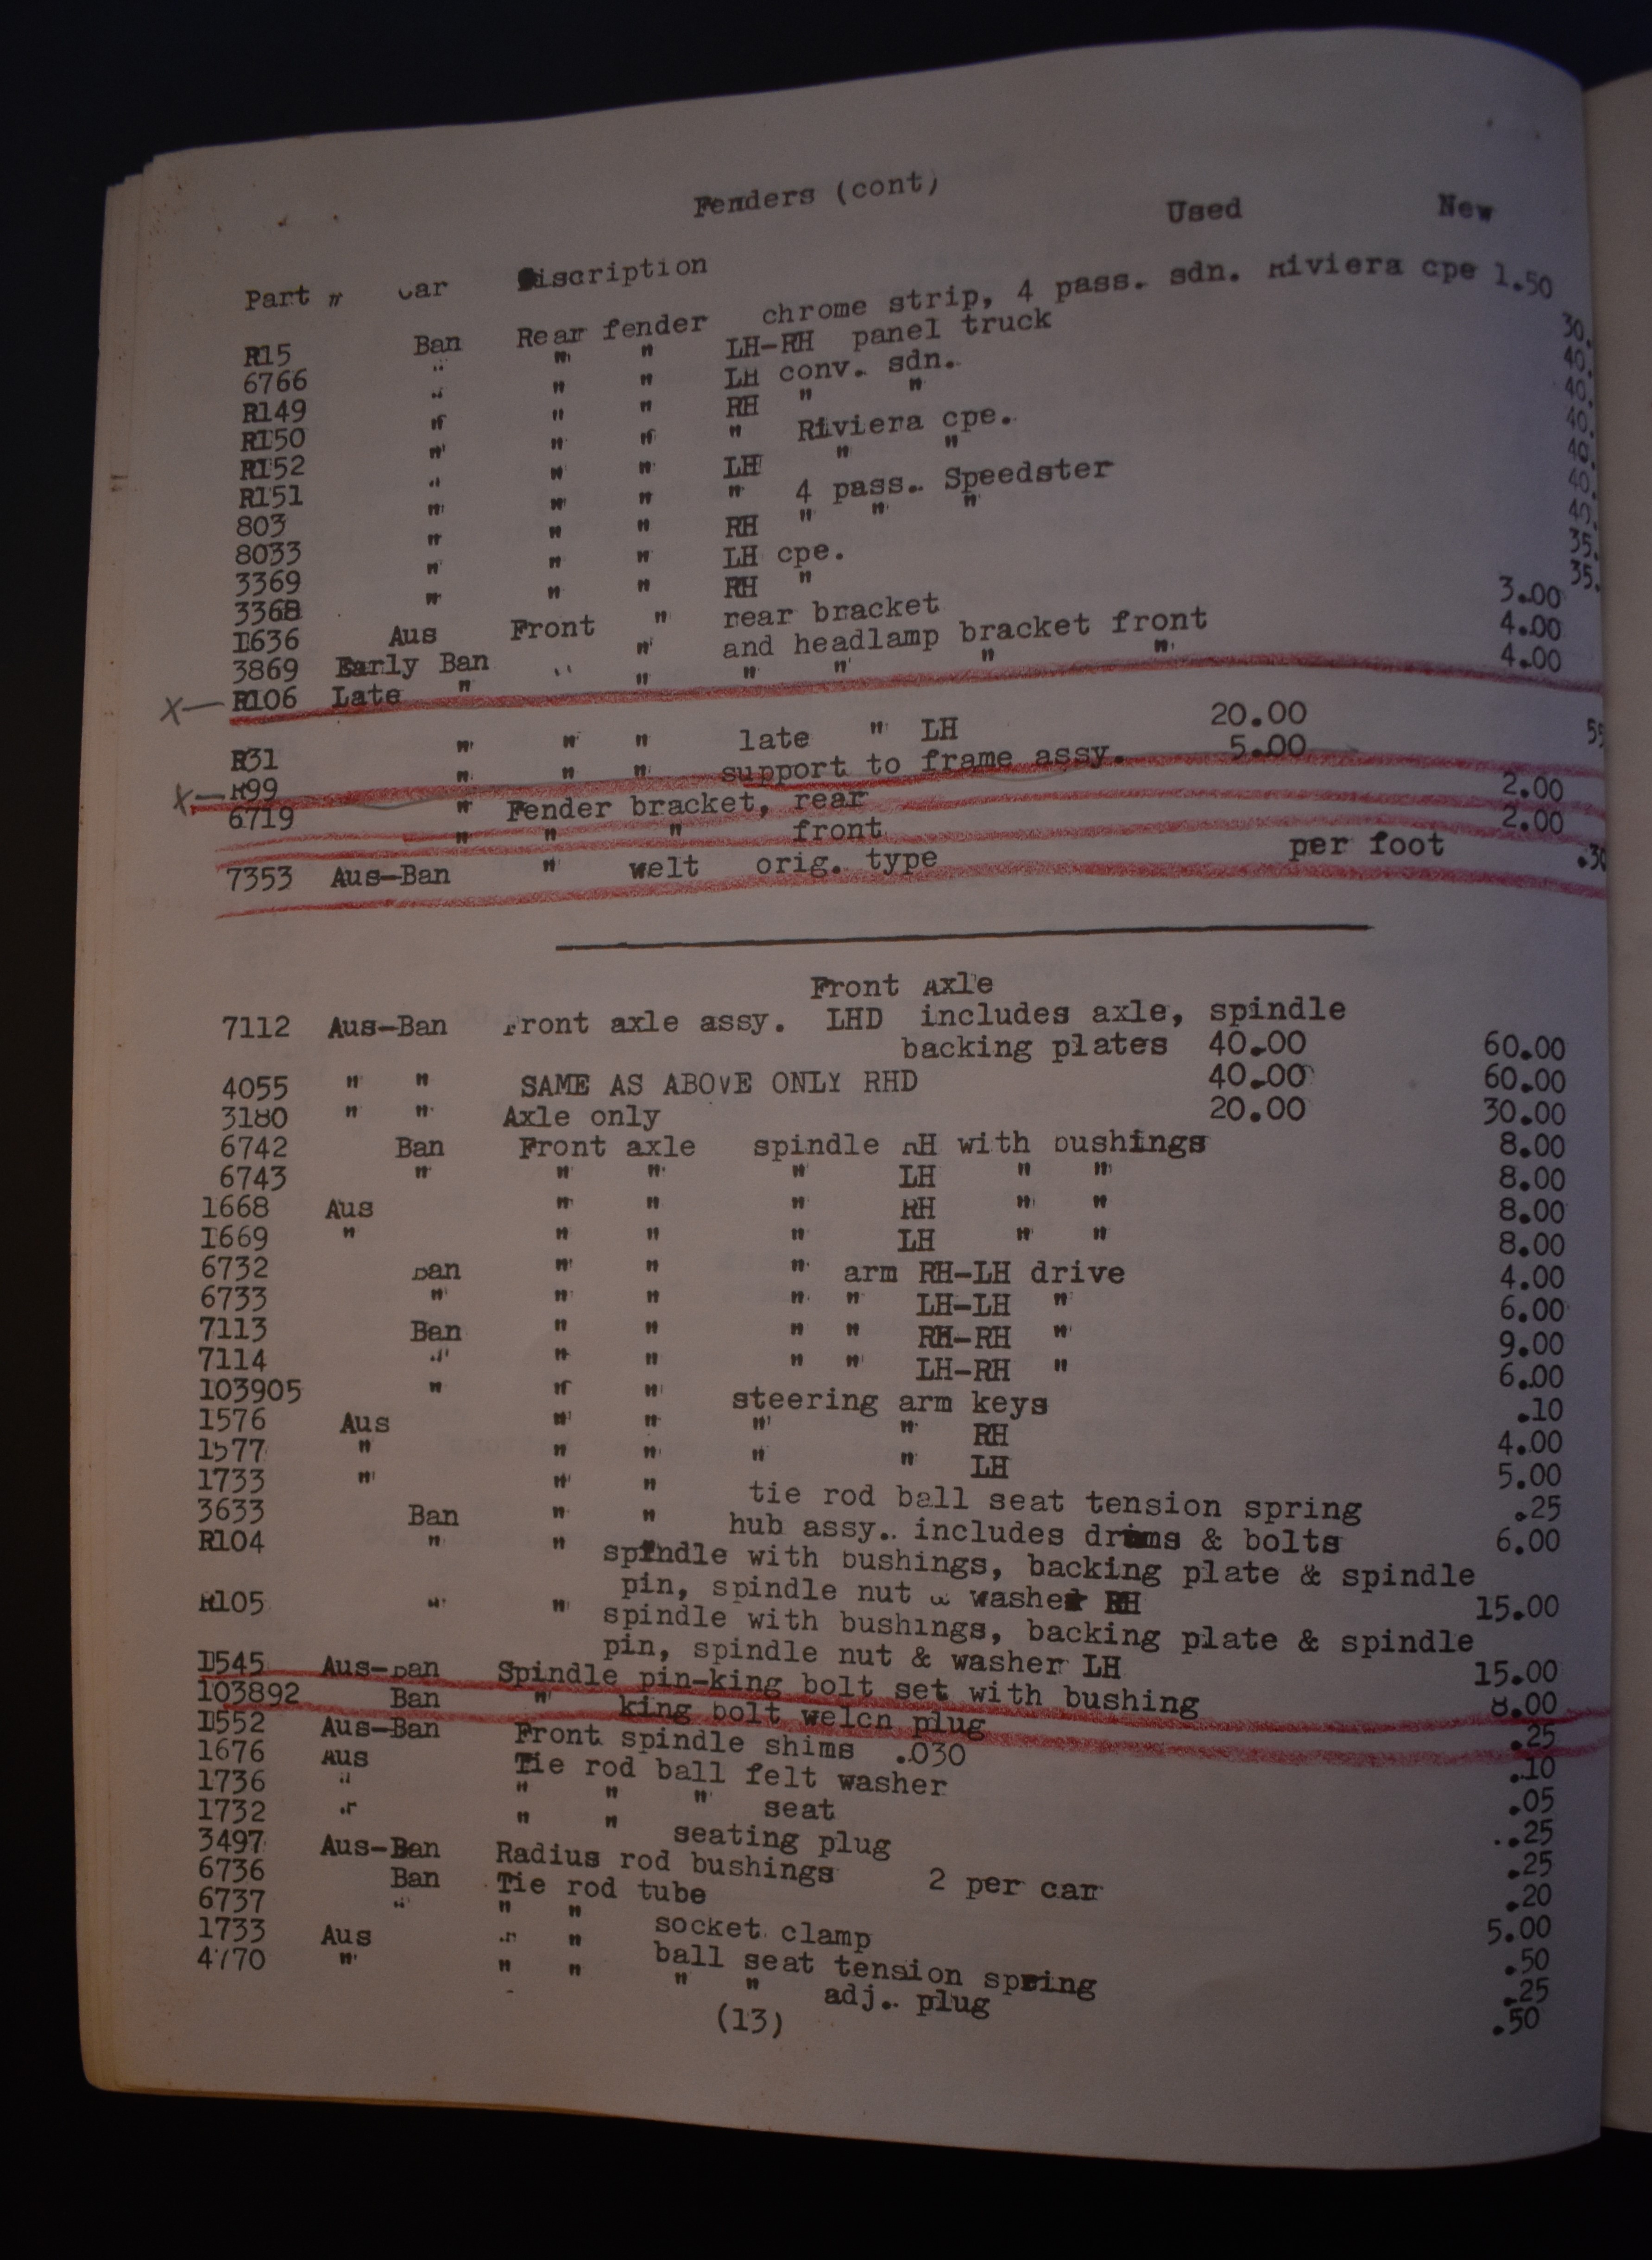 Fenders (cont)
Used New
Part # Car Discription
R15 Ban Rear fender chrome strip, 4 pass. sdn. Riviera cpe 1.50
6766 " " " LH-RH panel truck 30.
R149 " " " LH conv. sdn. 40.
R150 " " " RH " " 40.
R152 " " " " Riviera cpe. 40.
R151 " " " LH " " 40.
803 " " " " 4 pass. Speedster 40.
8033 " " " RH " " " 40.
3369 " " " LH cpe. 35.
3368 " " " RH " 35.
1636 Aus Front " rear bracket 3.00
3869 Early Ban " " and headlamp bracket front 4.00
X— R106 Late " " " " " " 4.00
R31 " " " late " LH 20.00 55
X— R99 " " " support to frame assy. 5.00
6719 " Fender bracket, rear 2.00
" " " front 2.00
7353 Aus-Ban " welt orig. type per foot .30
Front Axle
7112 Aus-Ban Front axle assy. LHD includes axle, spindle
backing plates 40.00 60.00
4055 " " SAME AS ABOVE ONLY RHD 40.00 60.00
3180 " " Axle only 20.00 30.00
6742 Ban Front axle spindle RH with bushings 8.00
6743 " " " " LH " " 8.00
1668 Aus " " " RH " " 8.00
1669 " " " " LH " " 8.00
6732 Ban " " " arm RH-LH drive 4.00
6733 " " " " " LH-LH " 6.00
7113 Ban " " " " RH-RH " 9.00
7114 " " " " " LH-RH " 6.00
103905 " " " steering arm keys .10
1576 Aus " " " " RH 4.00
1577 " " " " " LH 5.00
1733 " " " tie rod ball seat tension spring .25
3633 Ban " " hub assy. includes drums & bolts 6.00
R104 " " " spindle with bushings, backing plate & spindle
pin, spindle nut & washer RH 15.00
R105 " " spindle with bushings, backing plate & spindle
pin, spindle nut & washer LH 15.00
D545 Aus-Ban Spindle pin-king bolt set with bushing 8.00
103892 Ban " king bolt welch plug .25
D552 Aus-Ban Front spindle shims .030 .10
1676 Aus Tie rod ball felt washer .05
1736 " " " " seat .25
1732 " " " seating plug .25
3497 Aus-Ban Radius rod bushings 2 per car .20
6736 Ban Tie rod tube 5.00
6737 " " " socket clamp .50
1733 Aus " " ball seat tension spring .25
4770 " " " " " adj. plug .50
(13)